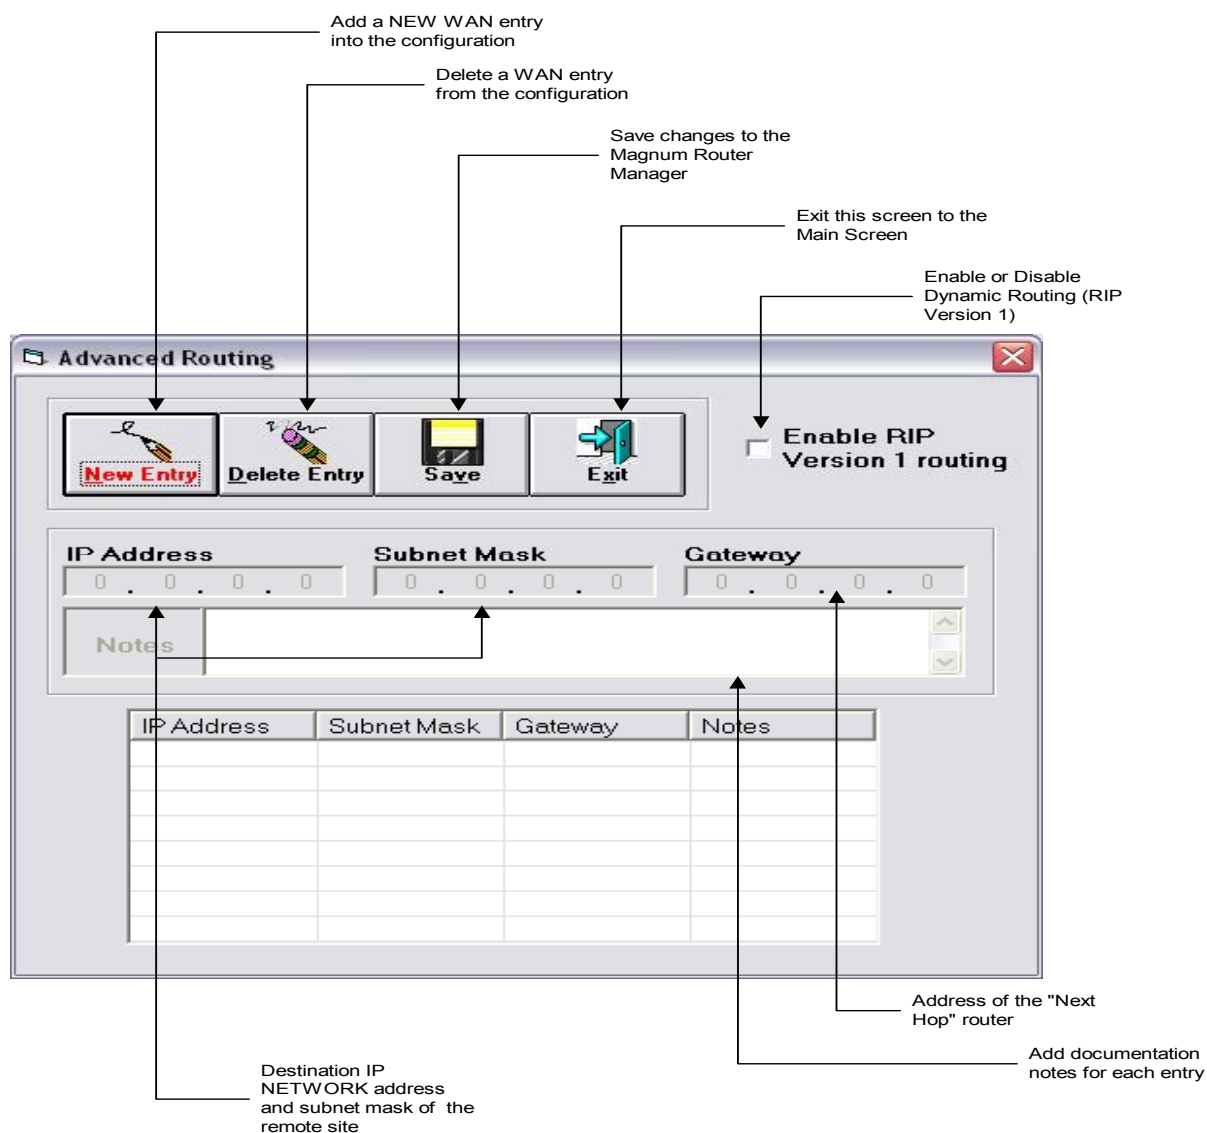 Add a NEW WAN entry
into the configuration
Delete a WAN entry
from the configuration
Save changes to the
Magnum Router
Manager
Exit this screen to the
Main Screen
Enable or Disable
Dynamic Routing (RIP
Version 1)
Advanced Routing
New Entry
Delete Entry
Save
Exit
Enable RIP
Version 1 routing
IP Address
Subnet Mask
Gateway
0 . 0 . 0 . 0
0 . 0 . 0 . 0
0 . 0 . 0 . 0
Notes
IP Address
Subnet Mask
Gateway
Notes
Address of the "Next
Hop" router
Add documentation
notes for each entry
Destination IP
NETWORK address
and subnet mask of the
remote site